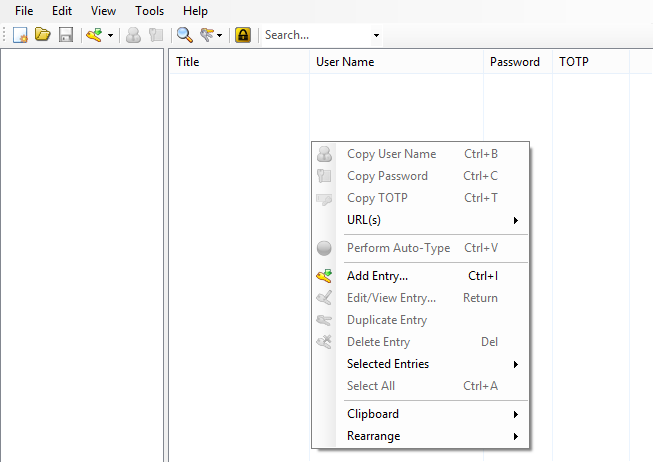 File Edit View Tools Help
Search...
Title User Name Password TOTP
Copy User Name Ctrl+B
Copy Password Ctrl+C
Copy TOTP Ctrl+T
URL(s)
Perform Auto-Type Ctrl+V
Add Entry... Ctrl+I
Edit/View Entry... Return
Duplicate Entry
Delete Entry Del
Selected Entries
Select All Ctrl+A
Clipboard
Rearrange